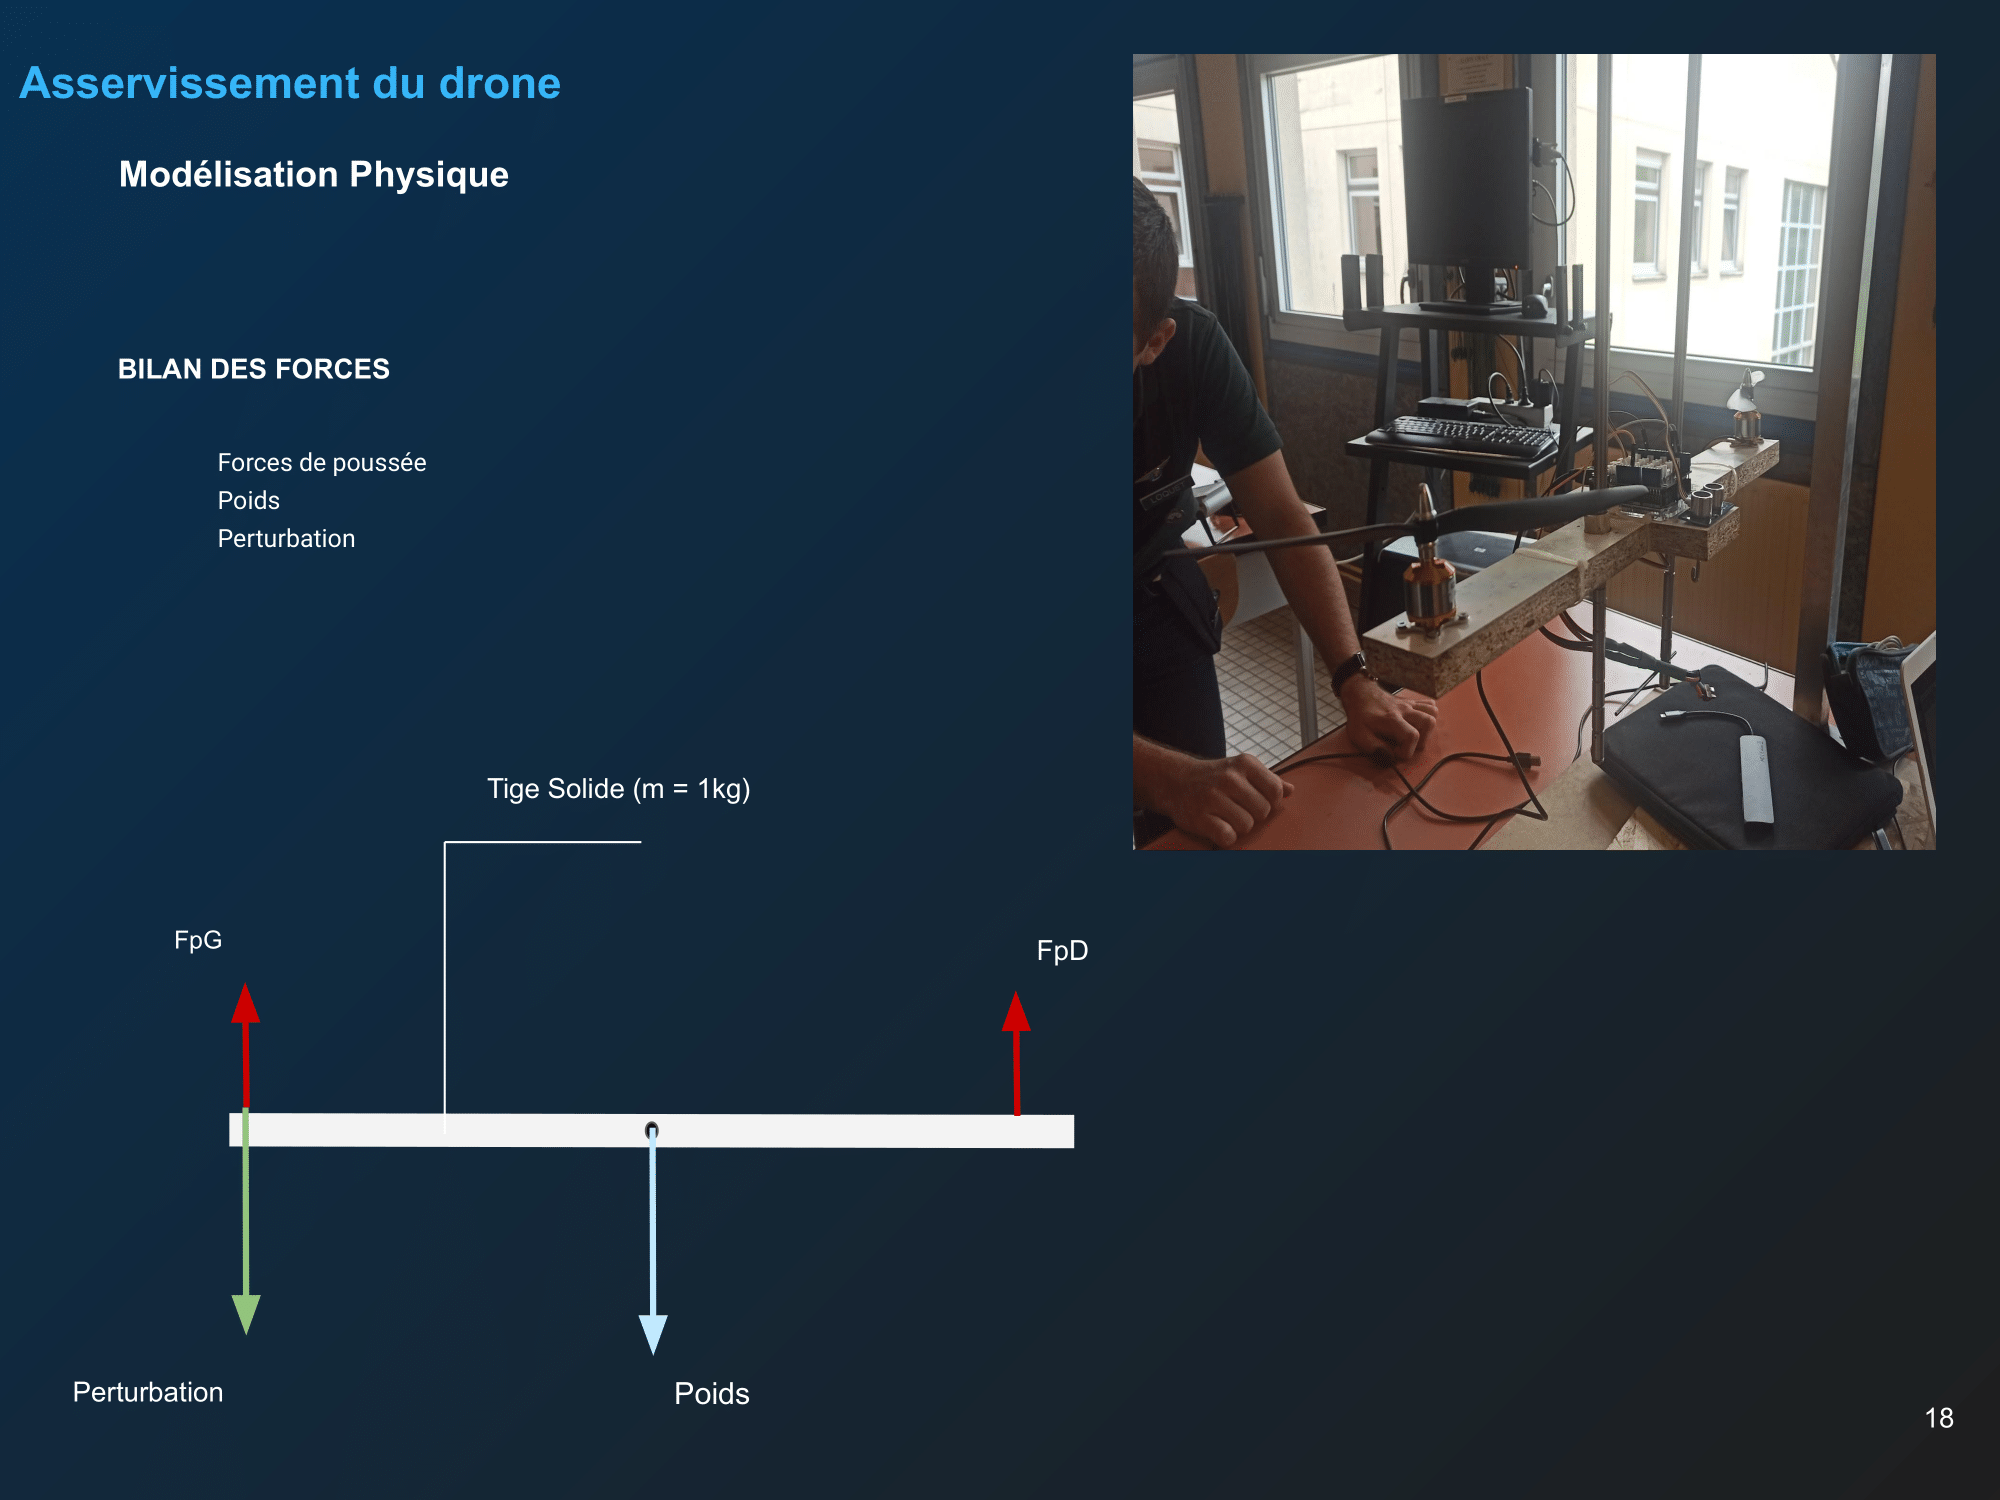 Asservissement du drone
Modélisation Physique
BILAN DES FORCES
Forces de poussée
Poids
Perturbation
Tige Solide (m = 1kg)
FpG
FpD
Perturbation
Poids
18